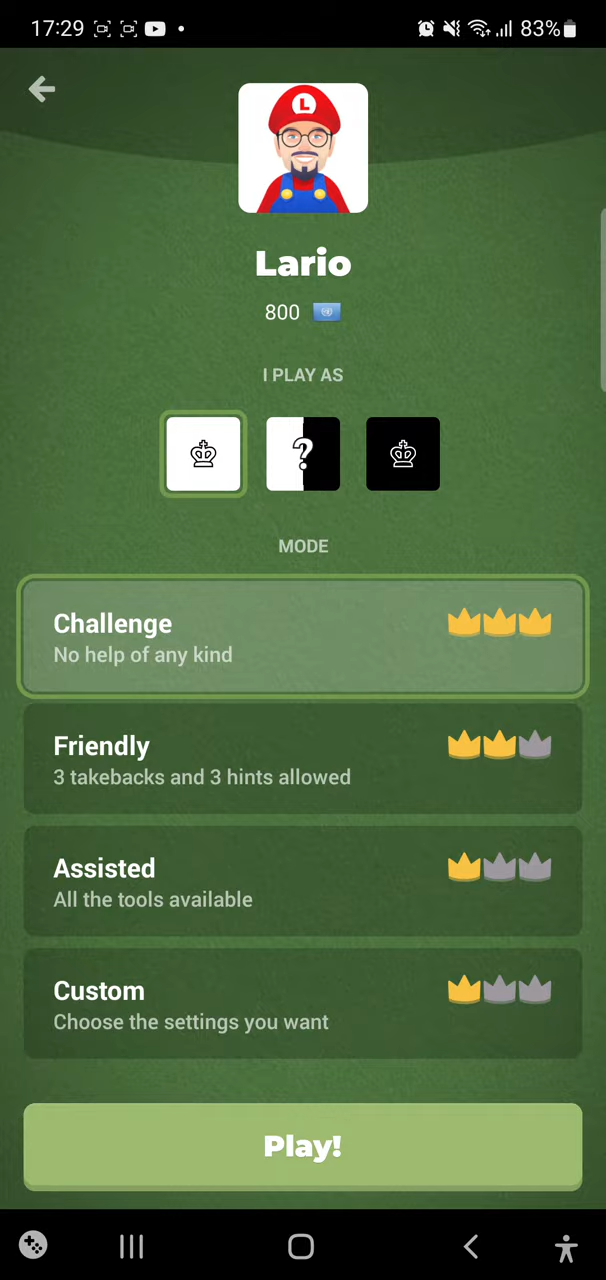 17:29
83%
L
Lario
800
I PLAY AS
?
MODE
Challenge
No help of any kind
Friendly
3 takebacks and 3 hints allowed
Assisted
All the tools available
Custom
Choose the settings you want
Play!